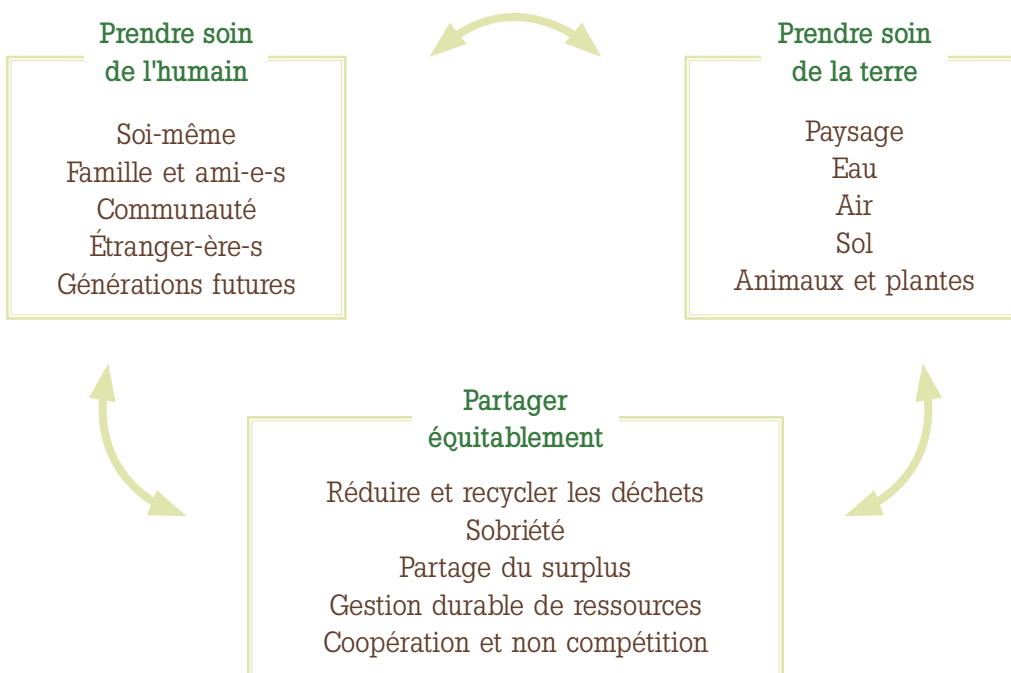 Prendre soin
de l'humain
Soi-même
Famille et ami-e-s
Communauté
Étranger-ère-s
Générations futures
Prendre soin
de la terre
Paysage
Eau
Air
Sol
Animaux et plantes
Partager
équitablement
Réduire et recycler les déchets
Sobriété
Partage du surplus
Gestion durable de ressources
Coopération et non compétition